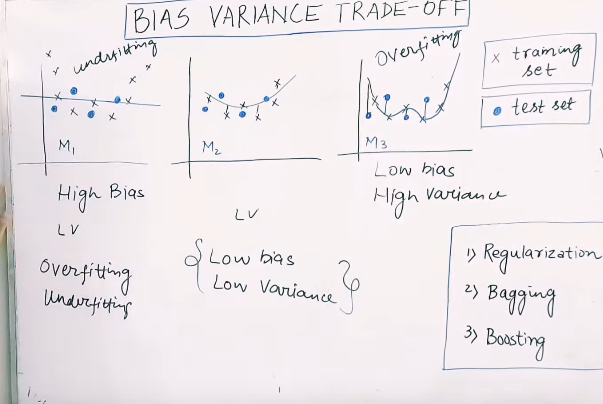 BIAS VARIANCE TRADE-OFF
undrfitting
overfitting
x training
set
test set
M1
M2
M3
High Bias
LV
LV
Low bias
High variance
Overfitting
Underfitting
{ Low bias
Low Variance }
1) Regularization
2) Bagging
3) Boosting